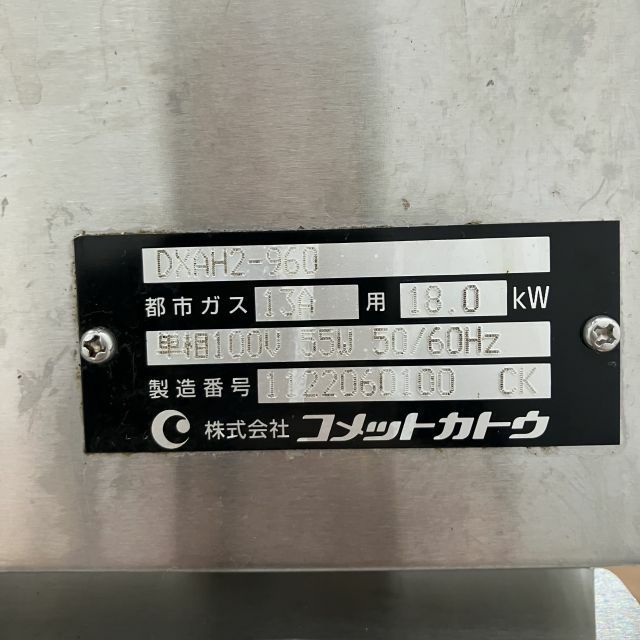 DXAH2-960
都市ガス 13A 用 18.0 kW
単相100V 55W 50/60Hz
製造番号 1122060100 CK
株式会社 コメットカトウ